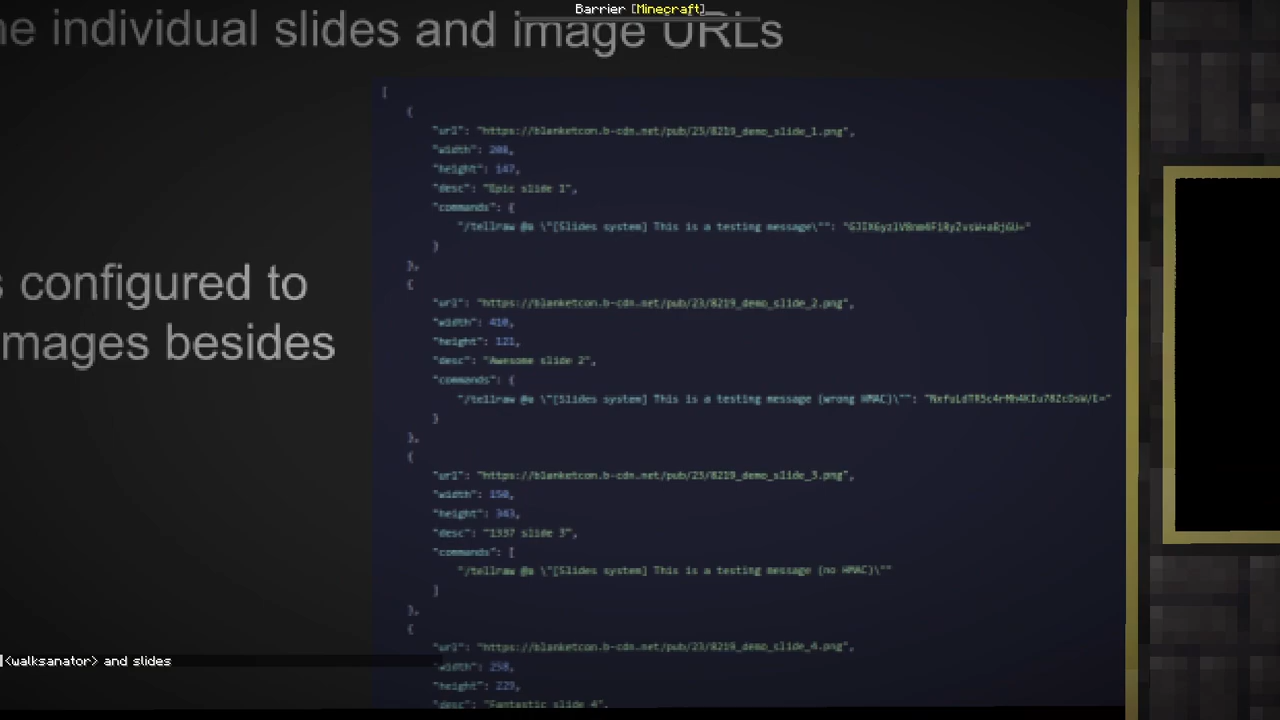 Barrier [Minecraft]
ne individual slides and image URLs
s configured to
mages besides
[
{
"url": "https://blanketcon.b-cdn.net/pub/23/8219_demo_slide_1.png",
"width": 208,
"height": 147,
"desc": "Epic slide 1",
"commands": {
"/tellraw @a \"[Slides system] This is a testing message\"":
}
},
{
"url": "https://blanketcon.b-cdn.net/pub/23/8219_demo_slide_2.png",
"width": 410,
"height": 121,
"desc": "Awesome slide 2",
"commands": {
"/tellraw @a \"[Slides system] This is a testing message (wrong HMAC)\"":
}
},
{
"url": "https://blanketcon.b-cdn.net/pub/23/8219_demo_slide_3.png",
"width": 150,
"height": 343,
"desc": "1337 slide 3",
"commands": [
"/tellraw @a \"[Slides system] This is a testing message (no HMAC)\""
]
},
{
"url": "https://blanketcon.b-cdn.net/pub/23/8219_demo_slide_4.png",
"width": 258,
"height": 229,
"desc": "Fantastic slide 4",
<walksanator> and slides